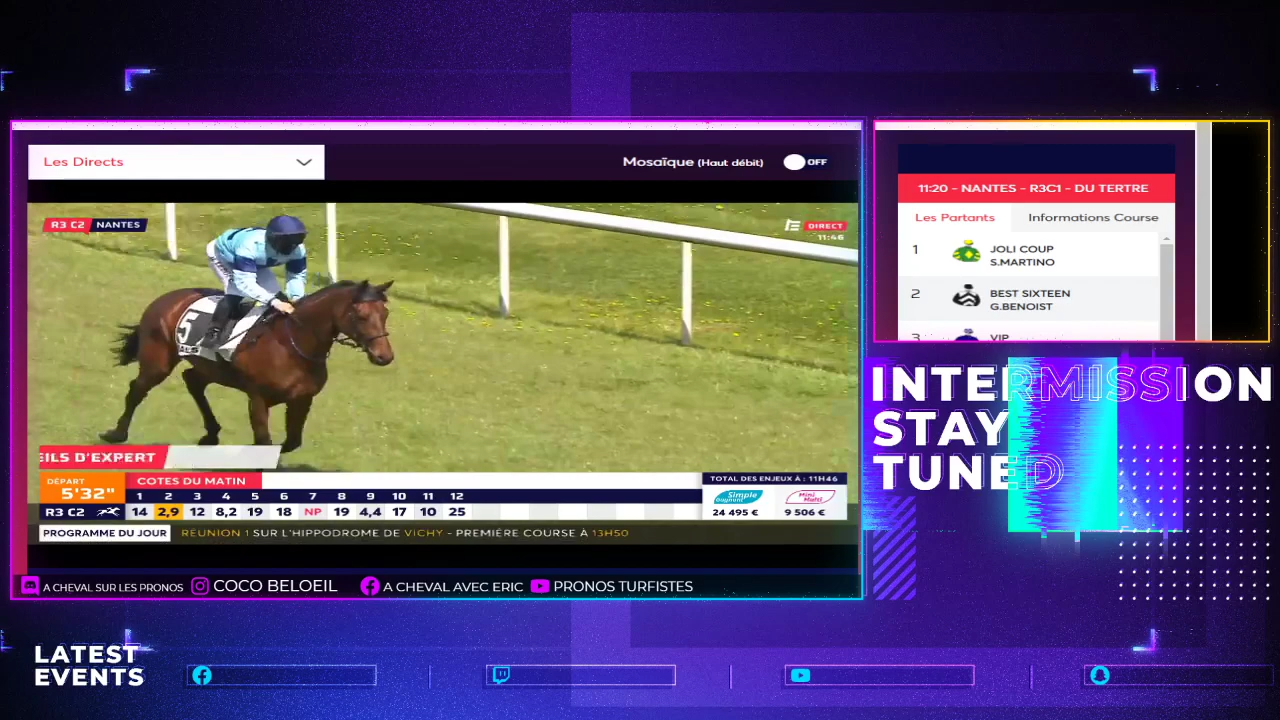 Les Directs
Mosaïque (Haut débit)
OFF
R3 C2 NANTES
DIRECT
11:46
5
EILS D'EXPERT
DÉPART
5'32"
COTES DU MATIN
1 2 3 4 5 6 7 8 9 10 11 12
R3 C2 14 2,9 12 8,2 19 18 NP 19 4,4 17 10 25
TOTAL DES ENJEUX À : 11H46
Simple Gagnant
Mini Multi
24 495 €
9 506 €
PROGRAMME DU JOUR
RÉUNION 1 SUR L'HIPPODROME DE VICHY - PREMIÈRE COURSE À 13H50
A CHEVAL SUR LES PRONOS
COCO BELOEIL
A CHEVAL AVEC ERIC
PRONOS TURFISTES
11:20 - NANTES - R3C1 - DU TERTRE
Les Partants
Informations Course
1 JOLI COUP
S.MARTINO
2 BEST SIXTEEN
G.BENOIST
3 VIP
INTERMISSION
STAY
TUNED
LATEST
EVENTS